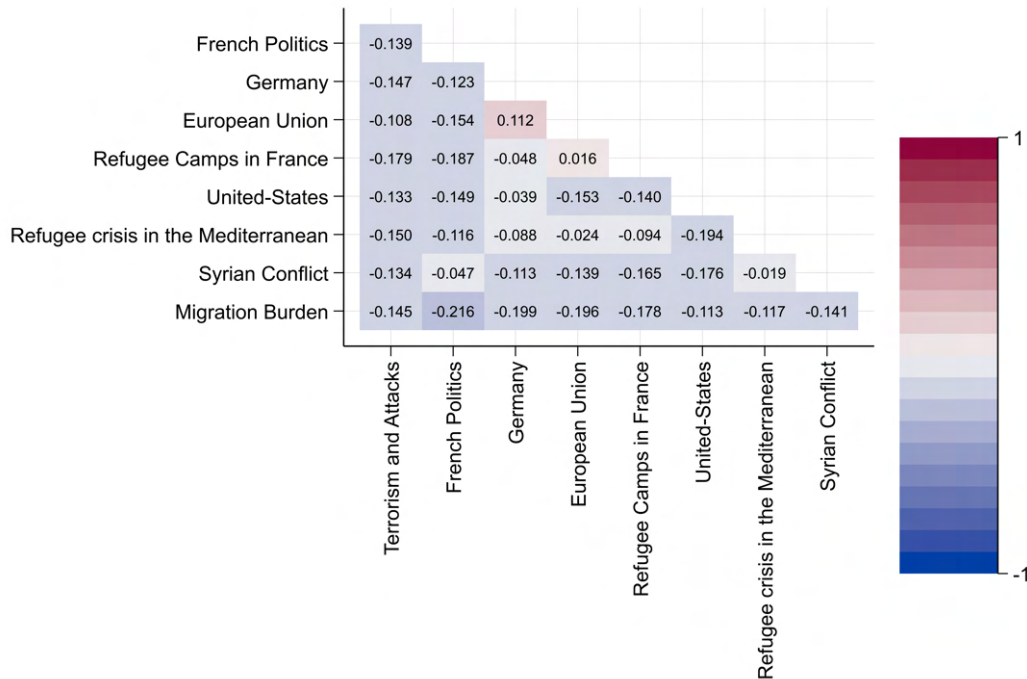 French Politics -0.139
Germany -0.147 -0.123
European Union -0.108 -0.154 0.112
Refugee Camps in France -0.179 -0.187 -0.048 0.016
United-States -0.133 -0.149 -0.039 -0.153 -0.140
Refugee crisis in the Mediterranean -0.150 -0.116 -0.088 -0.024 -0.094 -0.194
Syrian Conflict -0.134 -0.047 -0.113 -0.139 -0.165 -0.176 -0.019
Migration Burden -0.145 -0.216 -0.199 -0.196 -0.178 -0.113 -0.117 -0.141
Terrorism and Attacks
French Politics
Germany
European Union
Refugee Camps in France
United-States
Refugee crisis in the Mediterranean
Syrian Conflict
1
-1